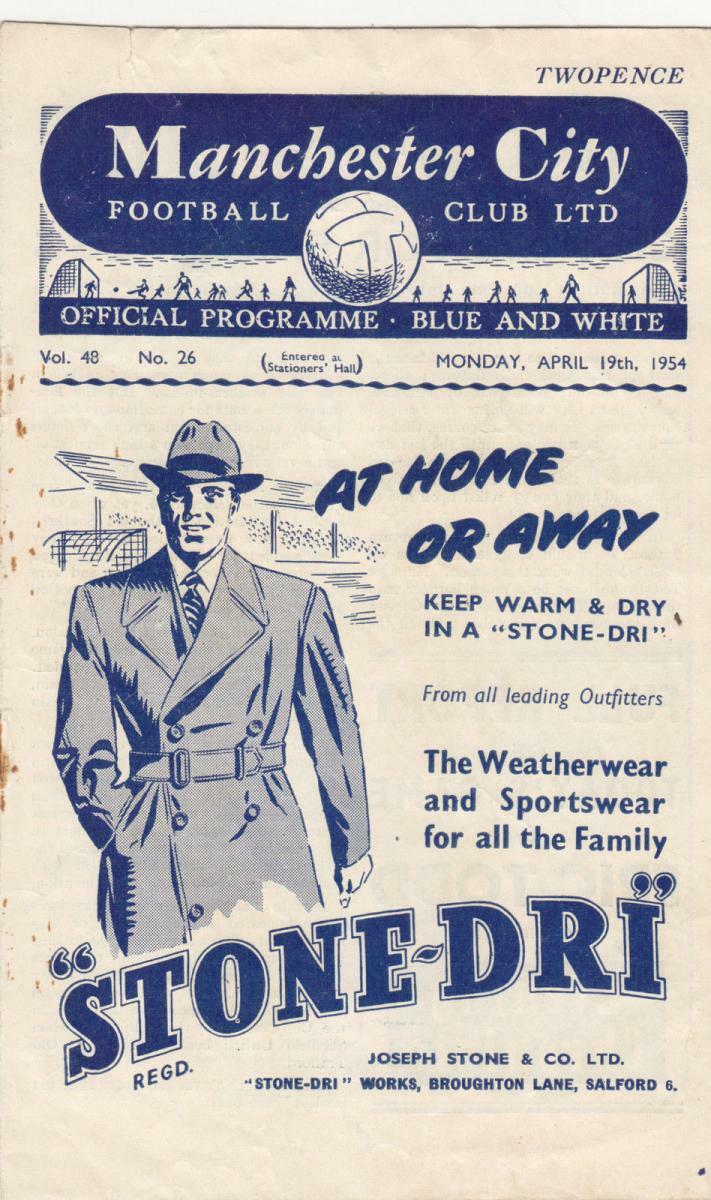 TWOPENCE
Manchester City
FOOTBALL CLUB LTD
OFFICIAL PROGRAMME · BLUE AND WHITE
Vol. 48 No. 26 (Entered at Stationers' Hall) MONDAY, APRIL 19th, 1954
AT HOME
OR AWAY
KEEP WARM & DRY
IN A "STONE-DRI"
From all leading Outfitters
The Weatherwear
and Sportswear
for all the Family
"STONE-DRI"
REGD.
JOSEPH STONE & CO. LTD.
"STONE-DRI" WORKS, BROUGHTON LANE, SALFORD 6.